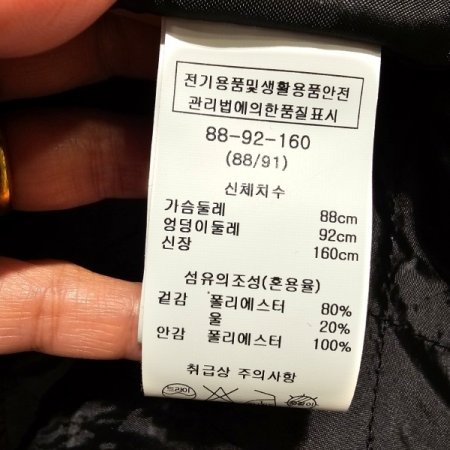 전기용품및생활용품안전
관리법에의한품질표시
88-92-160
(88/91)
신체치수
가슴둘레 88cm
엉덩이둘레 92cm
신장 160cm
섬유의조성(혼용율)
겉감 폴리에스터 80%
울 20%
안감 폴리에스터 100%
취급상 주의사항
드라이